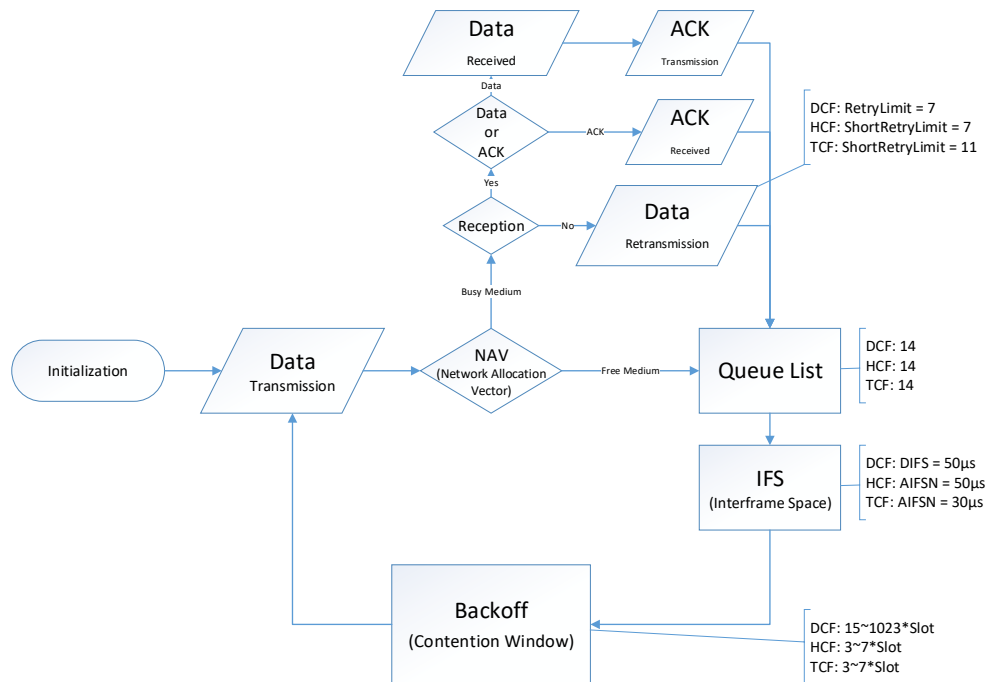 Data
Received
ACK
Transmission
Data
Data
or
ACK
ACK
ACK
Received
DCF: RetryLimit = 7
HCF: ShortRetryLimit = 7
TCF: ShortRetryLimit = 11
Yes
Reception
No
Data
Retransmission
Busy Medium
Initialization
Data
Transmission
NAV
(Network Allocation
Vector)
Free Medium
Queue List
DCF: 14
HCF: 14
TCF: 14
IFS
(Interframe Space)
DCF: DIFS = 50µs
HCF: AIFSN = 50µs
TCF: AIFSN = 30µs
Backoff
(Contention Window)
DCF: 15~1023*Slot
HCF: 3~7*Slot
TCF: 3~7*Slot